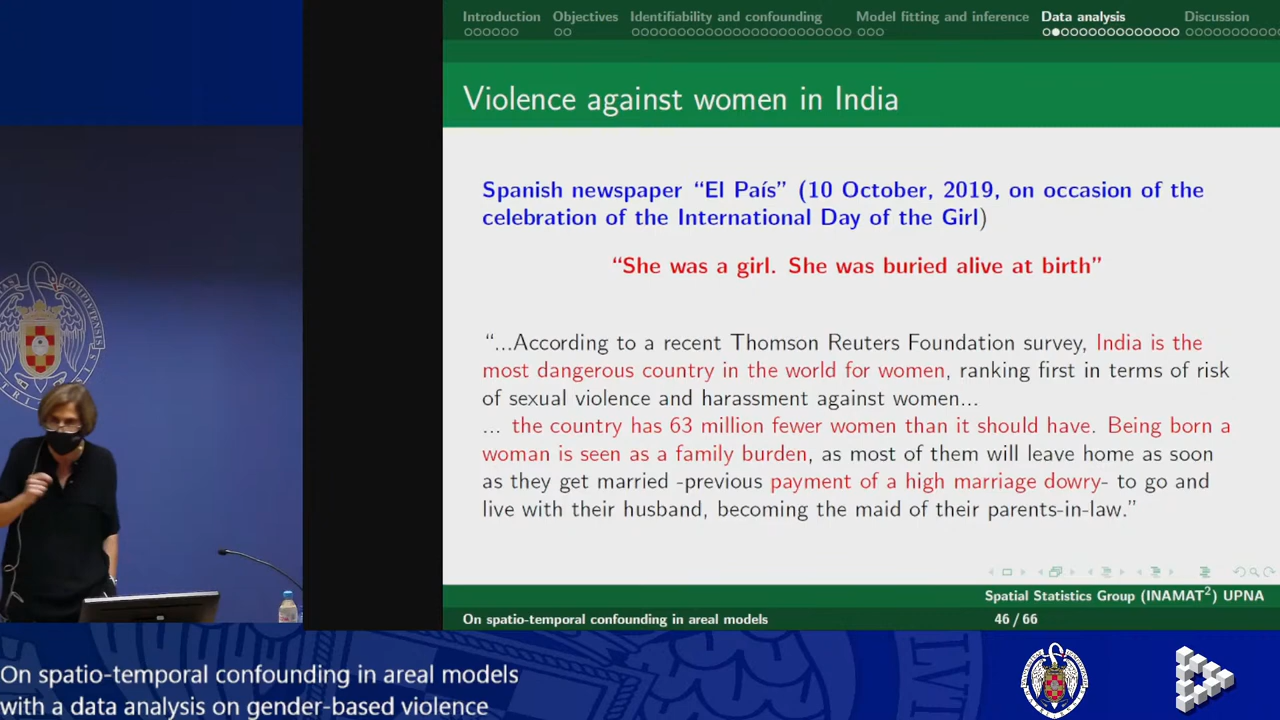 Introduction Objectives Identifiability and confounding Model fitting and inference Data analysis Discussion
Violence against women in India
Spanish newspaper “El País” (10 October, 2019, on occasion of the
celebration of the International Day of the Girl)
“She was a girl. She was buried alive at birth”
“...According to a recent Thomson Reuters Foundation survey, India is the
most dangerous country in the world for women, ranking first in terms of risk
of sexual violence and harassment against women...
... the country has 63 million fewer women than it should have. Being born a
woman is seen as a family burden, as most of them will leave home as soon
as they get married -previous payment of a high marriage dowry- to go and
live with their husband, becoming the maid of their parents-in-law.”
Spatial Statistics Group (INAMAT²) UPNA
On spatio-temporal confounding in areal models 46 / 66
On spatio-temporal confounding in areal models
with a data analysis on gender-based violence